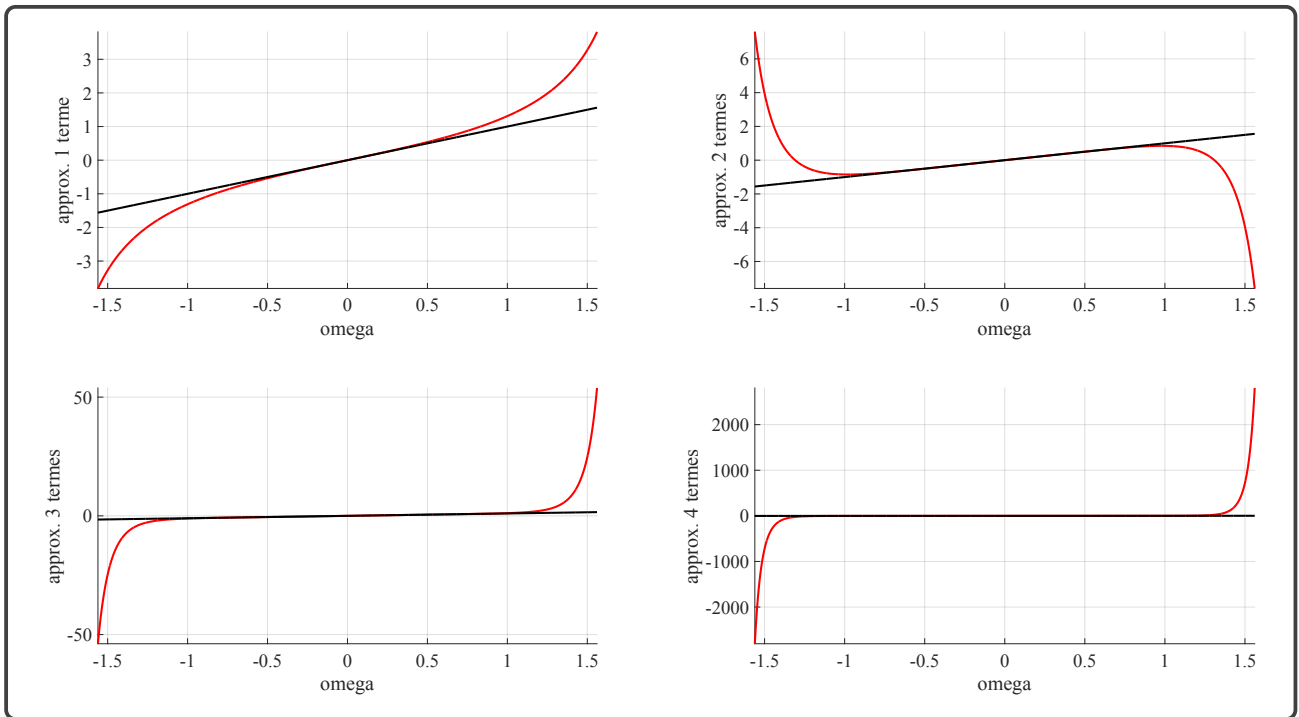 approx. 1 terme
3
2
1
0
-1
-2
-3
-1.5 -1 -0.5 0 0.5 1 1.5
omega
approx. 2 termes
6
4
2
0
-2
-4
-6
-1.5 -1 -0.5 0 0.5 1 1.5
omega
approx. 3 termes
50
0
-50
-1.5 -1 -0.5 0 0.5 1 1.5
omega
approx. 4 termes
2000
1000
0
-1000
-2000
-1.5 -1 -0.5 0 0.5 1 1.5
omega